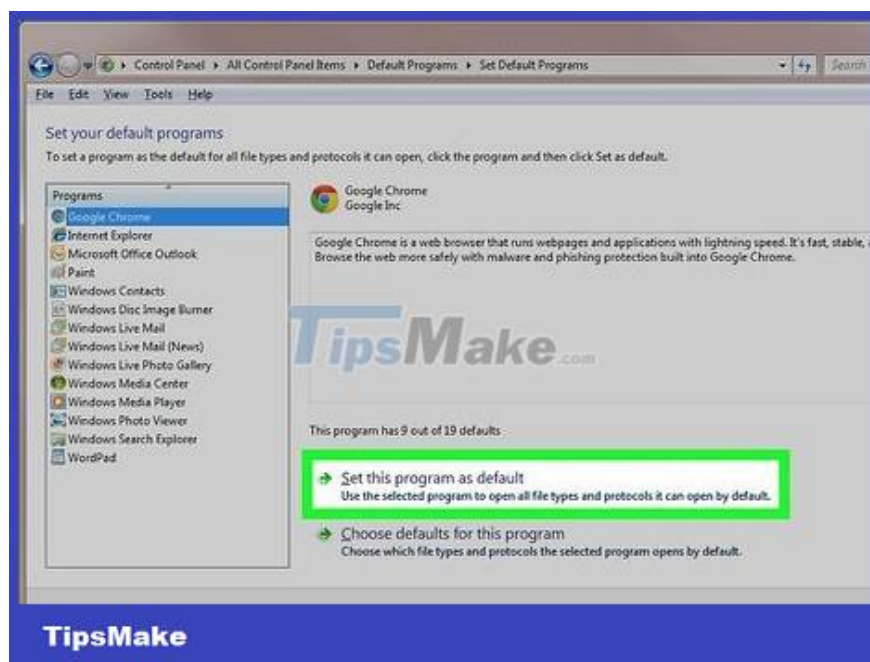 Control Panel ▸ All Control Panel Items ▸ Default Programs ▸ Set Default Programs
Search
File Edit View Tools Help
Set your default programs
To set a program as the default for all file types and protocols it can open, click the program and then click Set as default.
Programs
Google Chrome
Internet Explorer
Microsoft Office Outlook
Paint
Windows Contacts
Windows Disc Image Burner
Windows Live Mail
Windows Live Mail (News)
Windows Live Photo Gallery
Windows Media Center
Windows Media Player
Windows Photo Viewer
Windows Search Explorer
WordPad
Google Chrome
Google Inc
Google Chrome is a web browser that runs webpages and applications with lightning speed. It's fast, stable,
Browse the web more safely with malware and phishing protection built into Google Chrome.
TipsMake.com
This program has 9 out of 19 defaults
Set this program as default
Use the selected program to open all file types and protocols it can open by default.
Choose defaults for this program
Choose which file types and protocols the selected program opens by default.
TipsMake